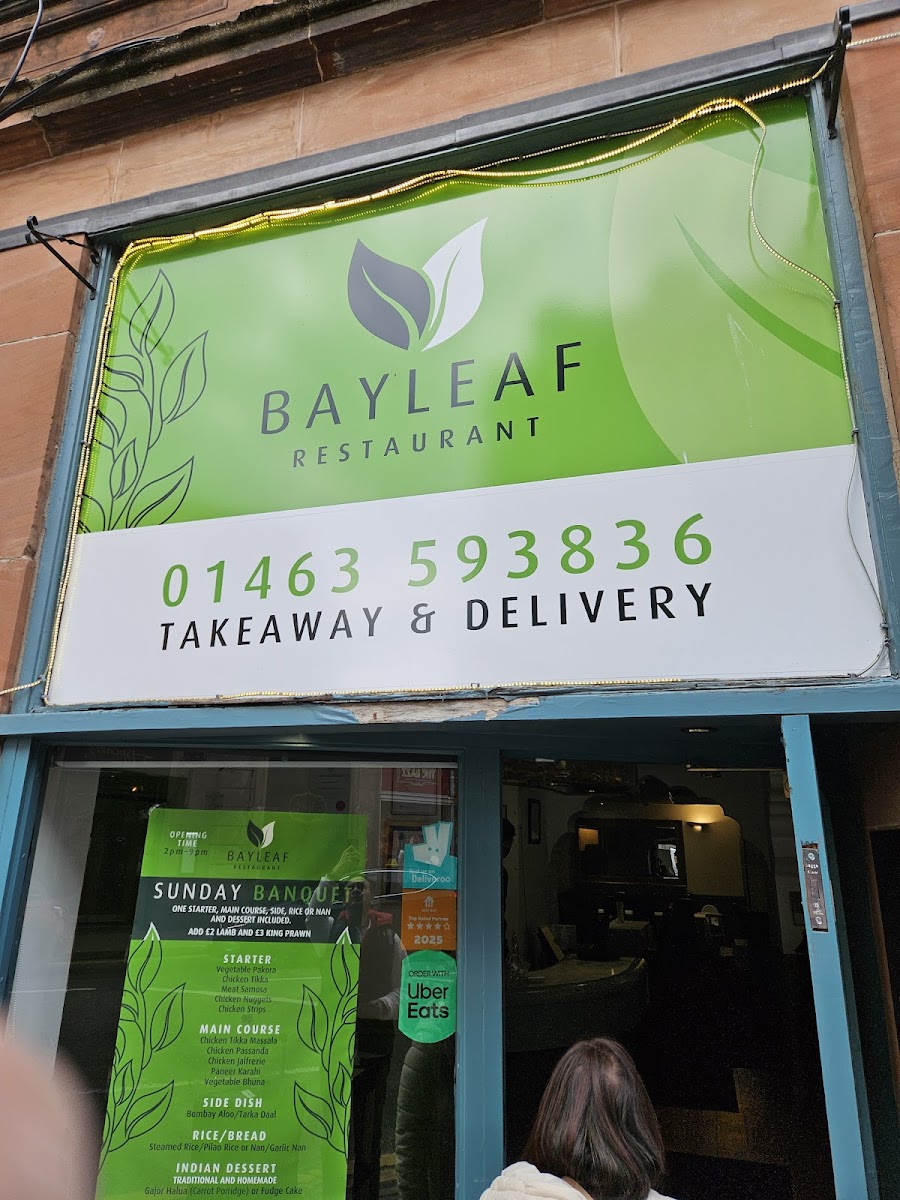 BAYLEAF
RESTAURANT
01463 593836
TAKEAWAY & DELIVERY
OPENING
TIME
2pm-9pm
BAYLEAF
RESTAURANT
SUNDAY BANQUET
ONE STARTER, MAIN COURSE, SIDE, RICE OR NAN
AND DESSERT INCLUDED.
ADD £2 LAMB AND £3 KING PRAWN
STARTER
Vegetable Pakora
Chicken Tikka
Meat Samosa
Chicken Nuggets
Chicken Strips
MAIN COURSE
Chicken Tikka Massala
Chicken Passanda
Chicken Jalfrezie
Paneer Karahi
Vegetable Bhuna
SIDE DISH
Bombay Aloo/Tarka Daal
RICE/BREAD
Steamed Rice/Pilao Rice or Nan/Garlic Nan
INDIAN DESSERT
TRADITIONAL AND HOMEMADE
Gajor Halua (Carrot Porridge) or Fudge Cake
Deliveroo
Top Rated Partner
2025
ORDER WITH
Uber
Eats